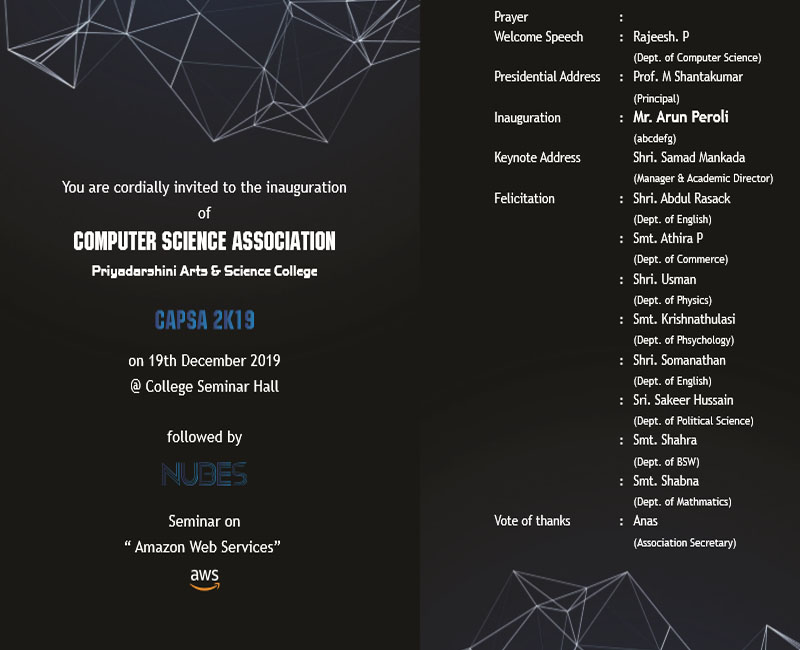 You are cordially invited to the inauguration
of
COMPUTER SCIENCE ASSOCIATION
Priyadarshini Arts & Science College
CAPSA 2K19
on 19th December 2019
@ College Seminar Hall
followed by
NUBES
Seminar on
“ Amazon Web Services”
aws
Prayer :
Welcome Speech : Rajeesh. P
(Dept. of Computer Science)
Presidential Address : Prof. M Shantakumar
(Principal)
Inauguration : Mr. Arun Peroli
(abcdefg)
Keynote Address Shri. Samad Mankada
(Manager & Academic Director)
Felicitation : Shri. Abdul Rasack
(Dept. of English)
: Smt. Athira P
(Dept. of Commerce)
: Shri. Usman
(Dept. of Physics)
: Smt. Krishnathulasi
(Dept. of Phsychology)
: Shri. Somanathan
(Dept. of English)
: Sri. Sakeer Hussain
(Dept. of Political Science)
: Smt. Shahra
(Dept. of BSW)
: Smt. Shabna
(Dept. of Mathmatics)
Vote of thanks : Anas
(Association Secretary)